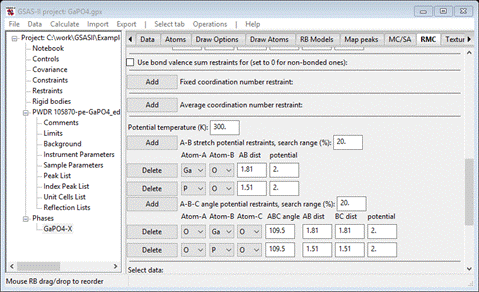 GSAS-II project: GaPO4.gpx
File Data Calculate Import Export | Select tab Operations | Help
Project: C:\work\GSASII\Exampl
Notebook
Controls
Covariance
Constraints
Restraints
Rigid bodies
PWDR 105870-pe-GaPO4_ed
Comments
Limits
Background
Instrument Parameters
Sample Parameters
Peak List
Index Peak List
Unit Cells List
Reflection Lists
Phases
GaPO4-X
Data Atoms Draw Options Draw Atoms RB Models Map peaks MC/SA RMC Textur
Use bond valence sum restraints for (set to 0 for non-bonded ones):
Add Fixed coordination number restraint:
Add Average coordination number restraint:
Potential temperature (K): 300.
Add A-B stretch potential restraints, search range (%): 20.
Atom-A Atom-B AB dist potential
Delete Ga O 1.81 2.
Delete P O 1.51 2.
Add A-B-C angle potential restraints, search range (%): 20.
Atom-A Atom-B Atom-C ABC angle AB dist BC dist potential
Delete O Ga O 109.5 1.81 1.81 2.
Delete O P O 109.5 1.51 1.51 2.
Select data:
Mouse RB drag/drop to reorder